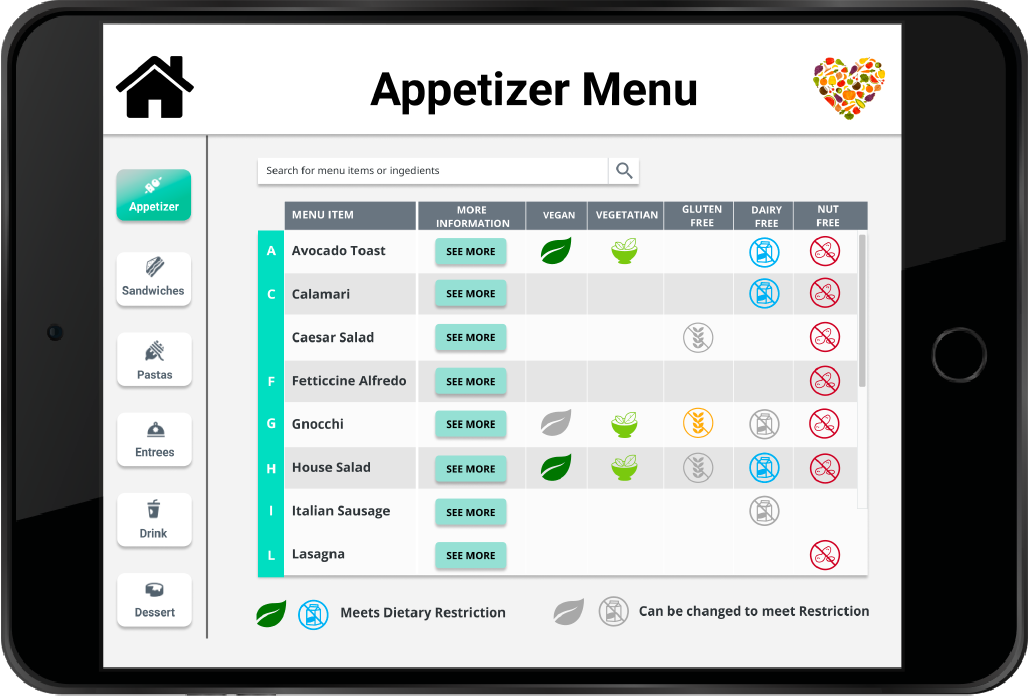 Appetizer Menu
Appetizer
Sandwiches
Pastas
Entrees
Drink
Dessert
Search for menu items or ingedients
MENU ITEM
MORE
INFORMATION
VEGAN
VEGETATIAN
GLUTEN
FREE
DAIRY
FREE
NUT
FREE
A Avocado Toast SEE MORE
C Calamari SEE MORE
Caesar Salad SEE MORE
F Fetticcine Alfredo SEE MORE
G Gnocchi SEE MORE
H House Salad SEE MORE
I Italian Sausage SEE MORE
L Lasagna SEE MORE
Meets Dietary Restriction
Can be changed to meet Restriction